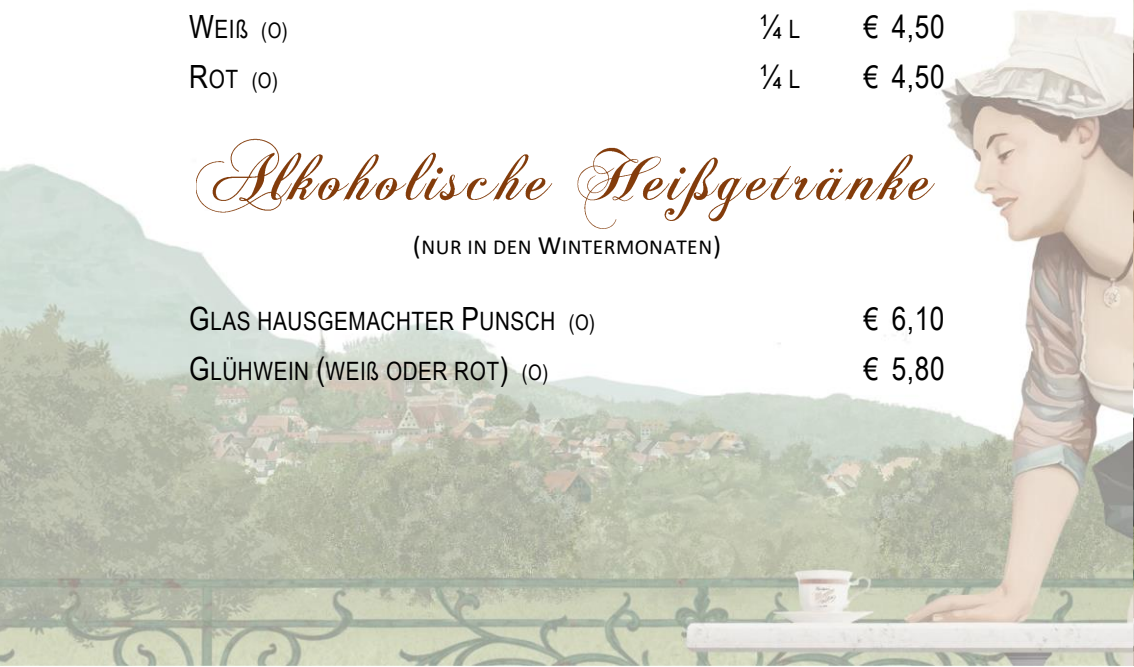 Weiß (O) ¼ L € 4,50
Rot (O) ¼ L € 4,50
Alkoholische Heißgetränke
(nur in den Wintermonaten)
Glas hausgemachter Punsch (O) € 6,10
Glühwein (weiß oder rot) (O) € 5,80